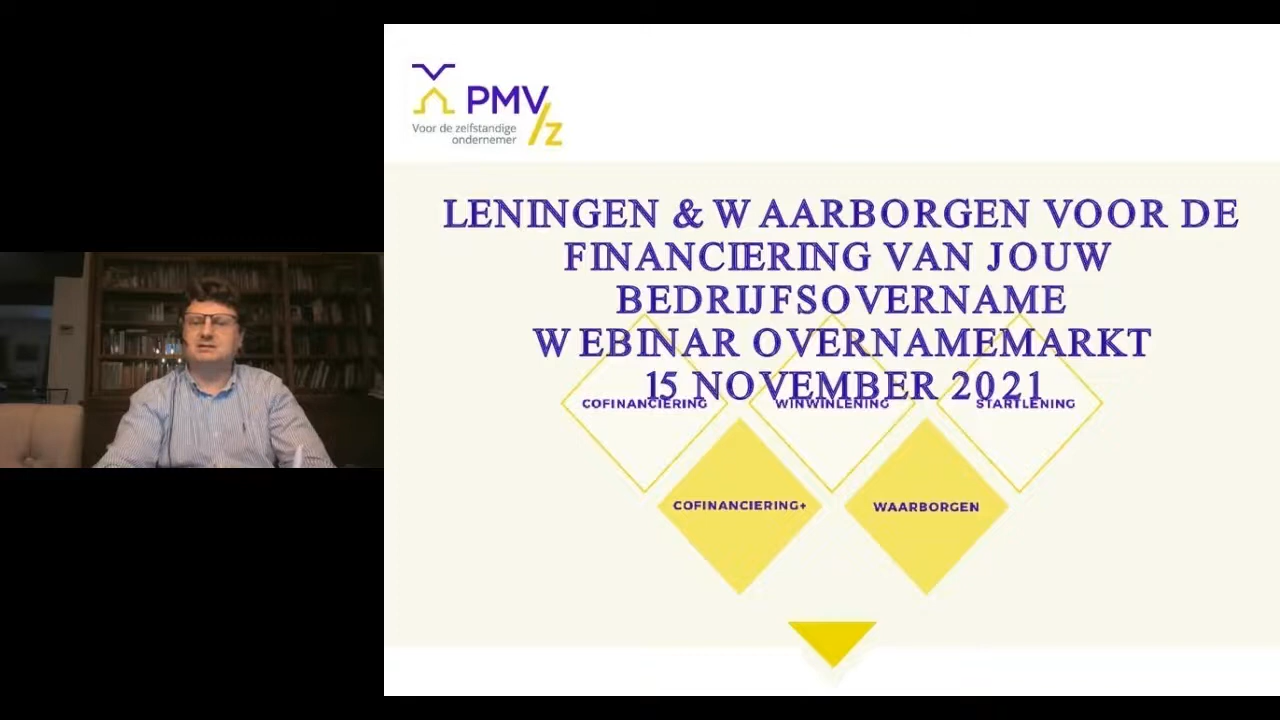 PMV/z
Voor de zelfstandige
ondernemer
LENINGEN & WAARBORGEN VOOR DE
FINANCIERING VAN JOUW
BEDRIJFSOVERNAME
WEBINAR OVERNAMEMARKT
15 NOVEMBER 2021
COFINANCIERING
WINWINLENING
STARTLENING
COFINANCIERING+
WAARBORGEN